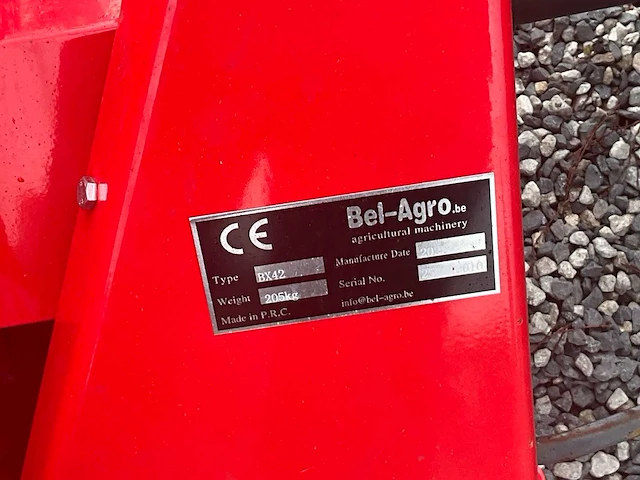 CE
Bel-Agro.be
agricultural machinery
Type BX42
Manufacture Date
Weight 205kg
Serial No.
Made in P.R.C.
info@bel-agro.be